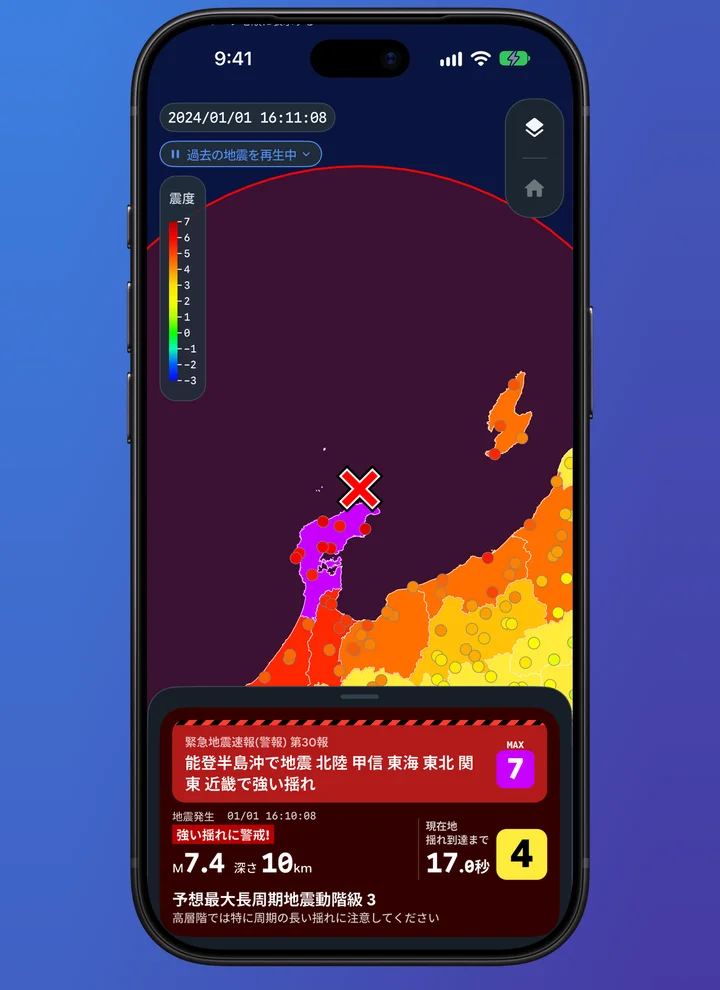 9:41
2024/01/01 16:11:08
過去の地震を再生中
震度
7
6
5
4
3
2
1
0
-1
-2
-3
緊急地震速報(警報) 第30報
能登半島沖で地震 北陸 甲信 東海 東北 関
東 近畿で強い揺れ
MAX
7
地震発生 01/01 16:10:08
強い揺れに警戒!
M7.4 深さ10km
現在地
揺れ到達まで
17.0秒
4
予想最大長周期地震動階級 3
高層階では特に周期の長い揺れに注意してください